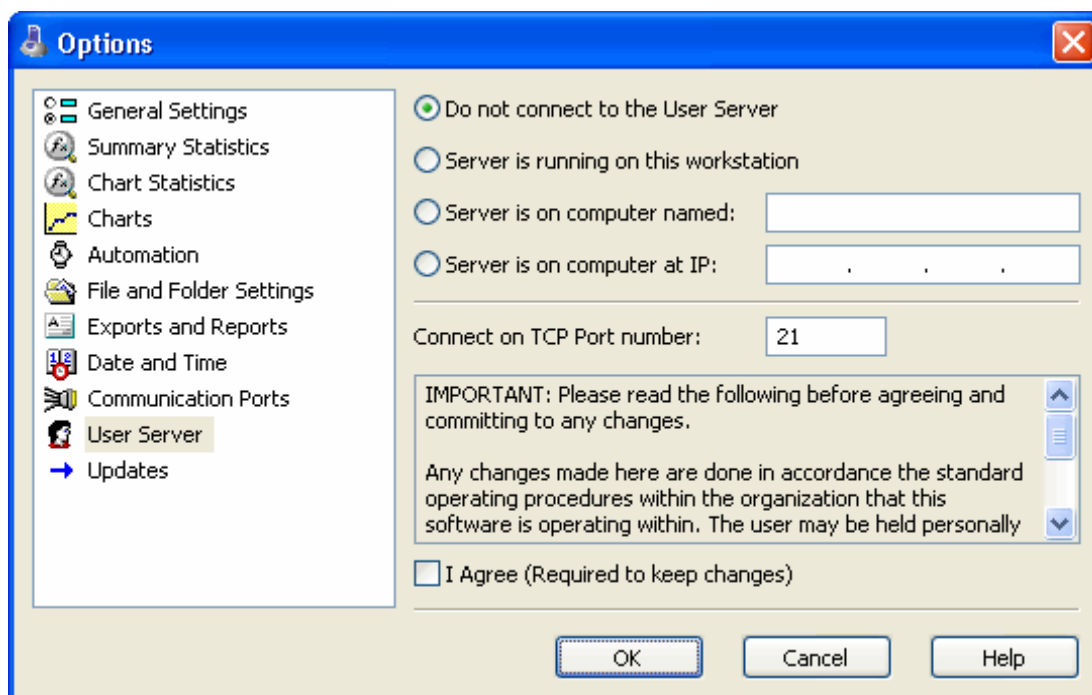 Options
General Settings
Summary Statistics
Chart Statistics
Charts
Automation
File and Folder Settings
Exports and Reports
Date and Time
Communication Ports
User Server
Updates
Do not connect to the User Server
Server is running on this workstation
Server is on computer named:
Server is on computer at IP: . . .
Connect on TCP Port number: 21
IMPORTANT: Please read the following before agreeing and
committing to any changes.
Any changes made here are done in accordance the standard
operating procedures within the organization that this
software is operating within. The user may be held personally
I Agree (Required to keep changes)
OK Cancel Help